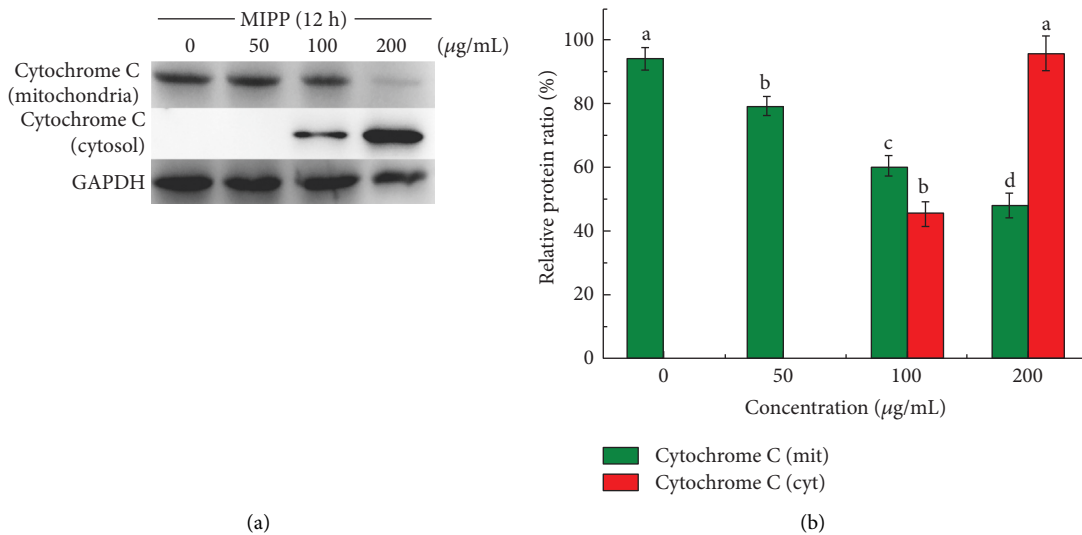 MIPP (12 h)
0 50 100 200 (μg/mL)
Cytochrome C
(mitochondria)
Cytochrome C
(cytosol)
GAPDH
(a)
Relative protein ratio (%)
100
80
60
40
20
0
a
b
c
b
d
a
0 50 100 200
Concentration (μg/mL)
Cytochrome C (mit)
Cytochrome C (cyt)
(b)